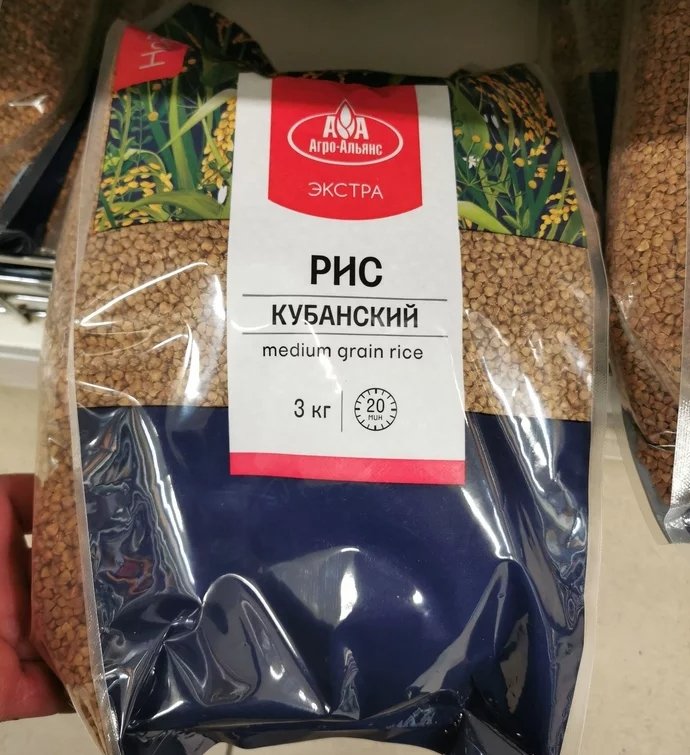 АА
Агро-Альянс
ЭКСТРА
РИС
КУБАНСКИЙ
medium grain rice
3 кг
20
мин